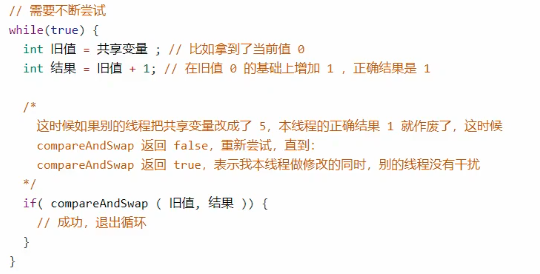 // 需要不断尝试
while(true) {
int 旧值 = 共享变量 ; // 比如拿到了当前值 0
int 结果 = 旧值 + 1; // 在旧值 0 的基础上增加 1 ，正确结果是 1
/*
这时候如果别的线程把共享变量改成了 5，本线程的正确结果 1 就作废了，这时候
compareAndSwap 返回 false，重新尝试，直到：
compareAndSwap 返回 true，表示我本线程做修改的同时，别的线程没有干扰
*/
if( compareAndSwap ( 旧值, 结果 )) {
// 成功，退出循环
}
}